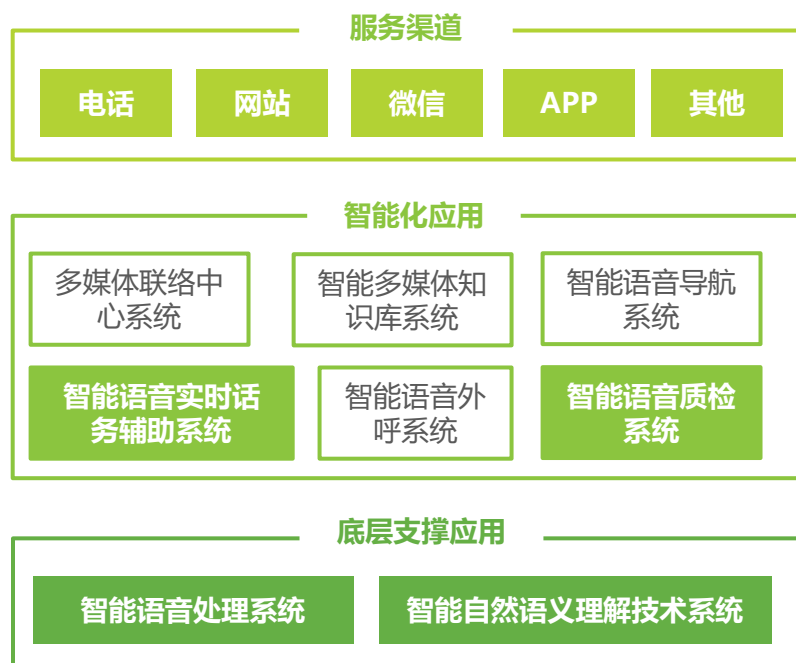 服务渠道
电话 网站 微信 APP 其他
智能化应用
多媒体联络中
心系统
智能多媒体知
识库系统
智能语音导航
系统
智能语音实时话
务辅助系统
智能语音外
呼系统
智能语音质检
系统
底层支撑应用
智能语音处理系统 智能自然语义理解技术系统